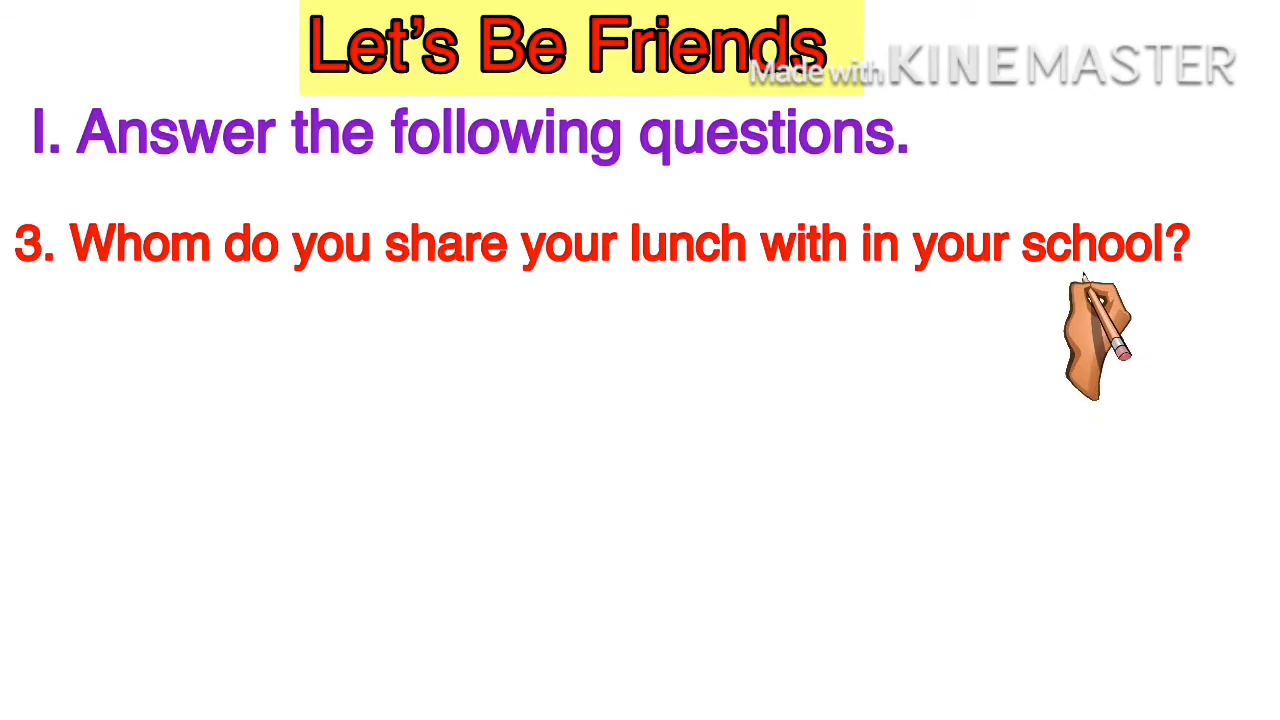 Let's Be Friends
Made with KINEMASTER
I. Answer the following questions.
3. Whom do you share your lunch with in your school?